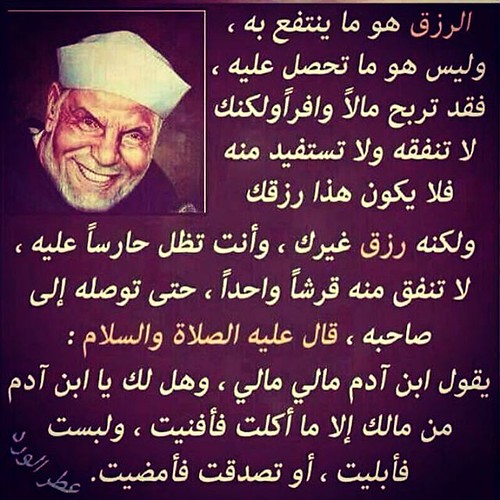 الرزق هو ما ينتفع به ،
وليس هو ما تحصل عليه ،
فقد تربح مالاً وافراًولكنك
لا تنفقه ولا تستفيد منه
فلا يكون هذا رزقك
ولكنه رزق غيرك ، وأنت تظل حارساً عليه ،
لا تنفق منه قرشاً واحداً ، حتى توصله إلى
صاحبه ، قال عليه الصلاة والسلام :
يقول ابن آدم مالي مالي ، وهل لك يا ابن آدم
من مالك إلا ما أكلت فأفنيت ، ولبست
فأبليت ، أو تصدقت فأمضيت.
عطر الورد